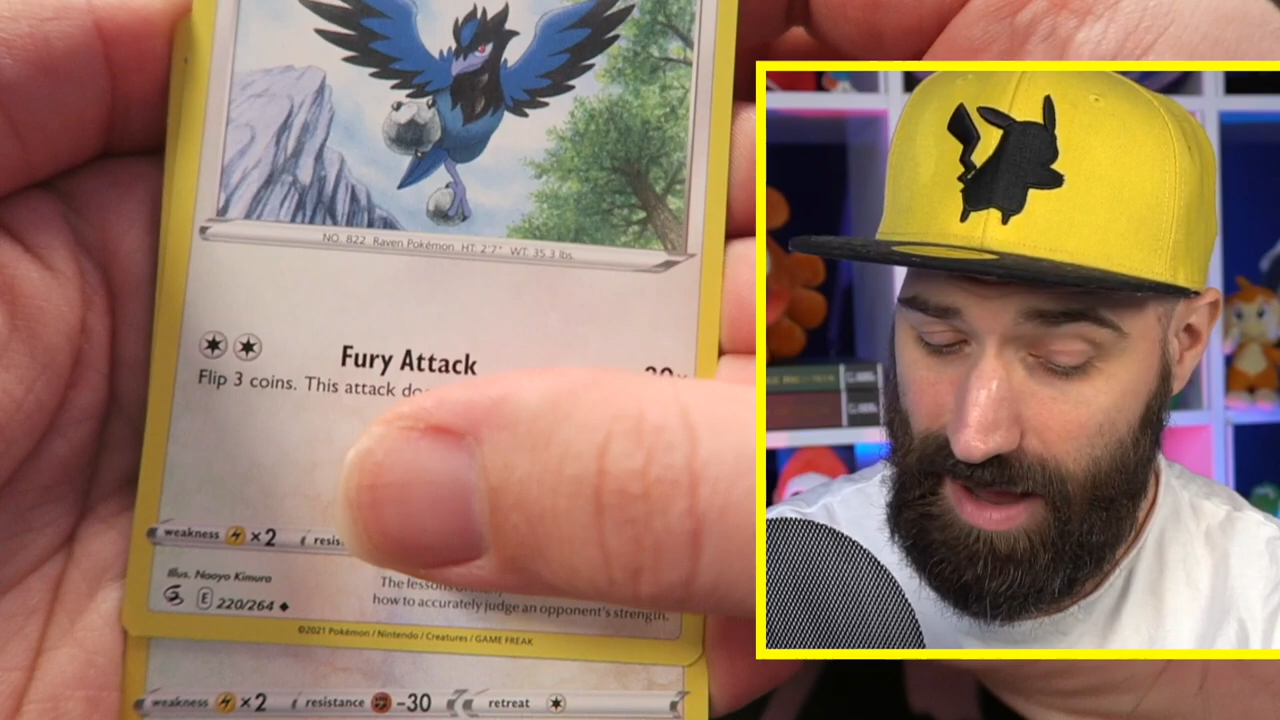 NO. 822 Raven Pokémon HT: 2'7" WT: 35.3 lbs.
Fury Attack
Flip 3 coins. This attack do
weakness ×2 resis
Illus. Naoyo Kimura
The lessons
how to accurately judge an opponent's strength.
E 220/264
©2021 Pokémon / Nintendo / Creatures / GAME FREAK
weakness ×2 resistance -30 retreat